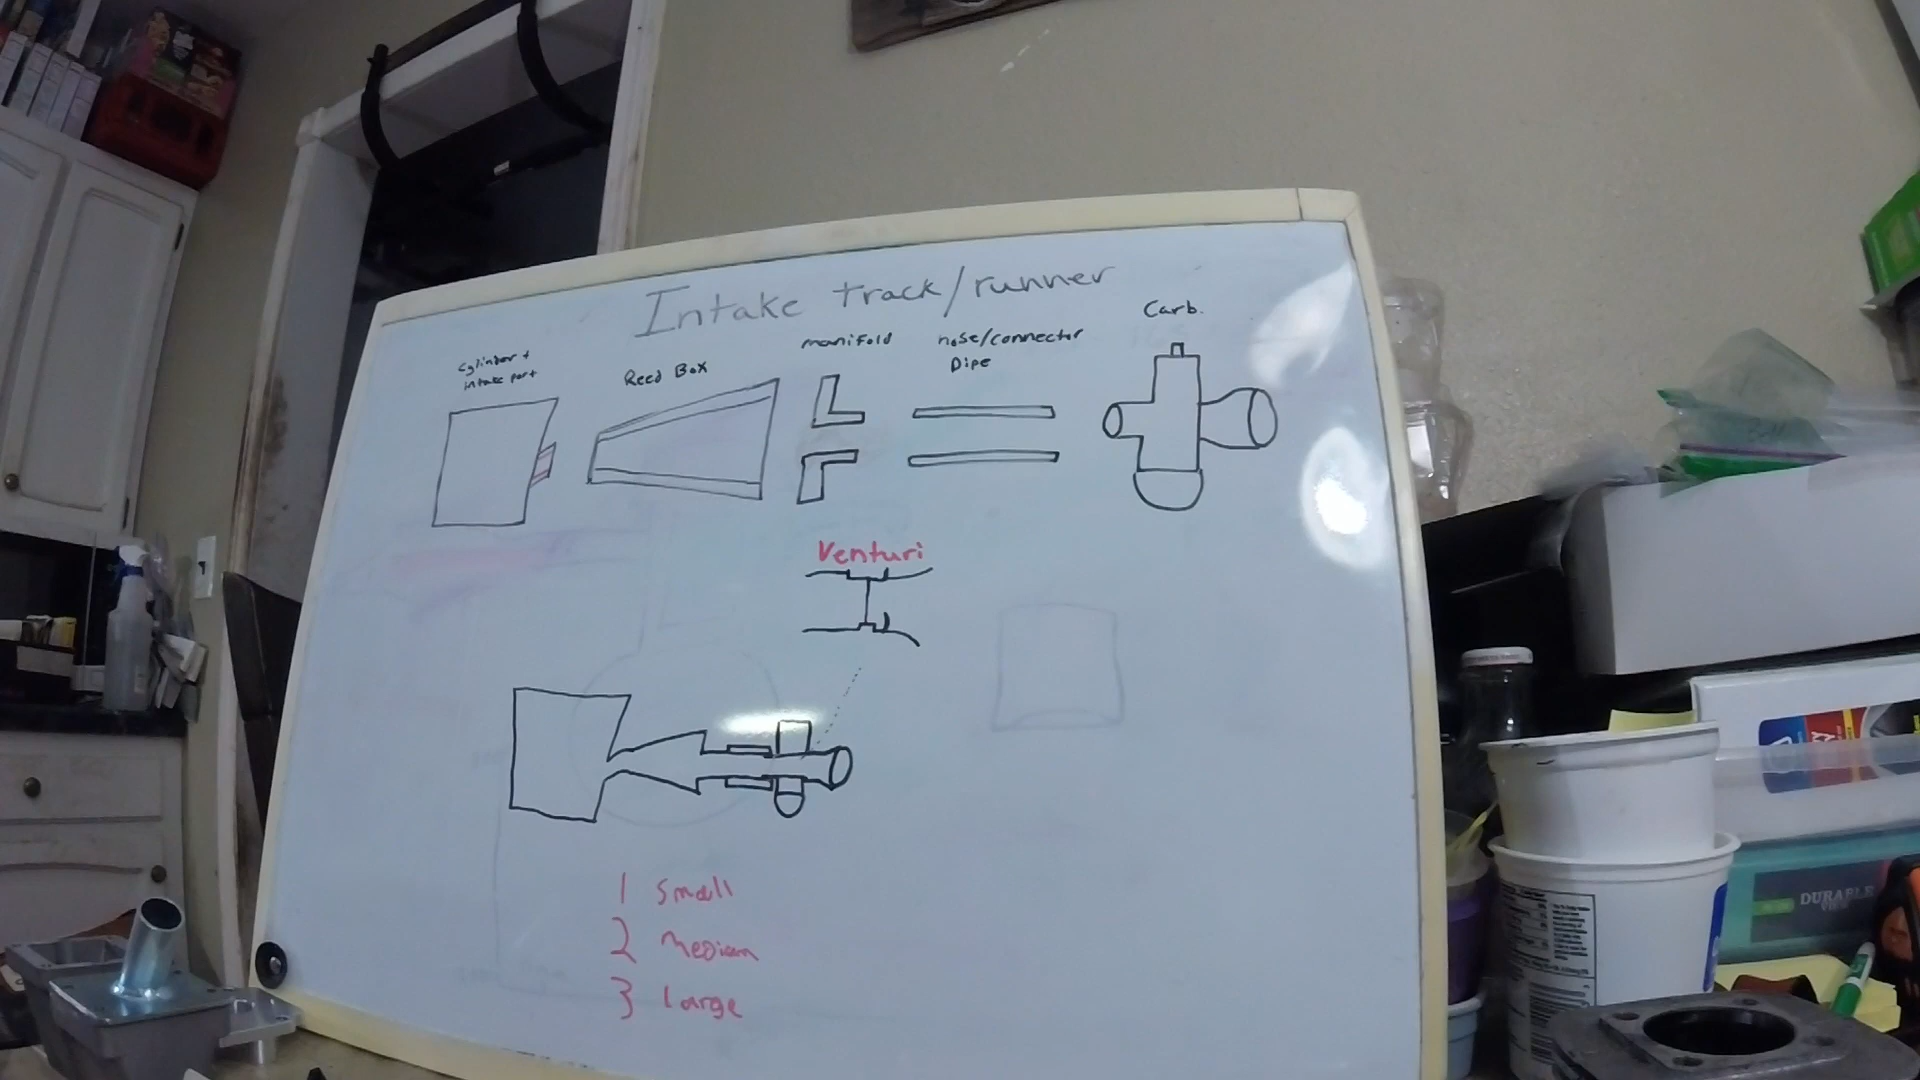 Intake track/runner
Carb.
manifold
hose/connector
Pipe
Cylinder +
intake port
Reed Box
Venturi
1 Small
2 Medium
3 Large
DURABLE